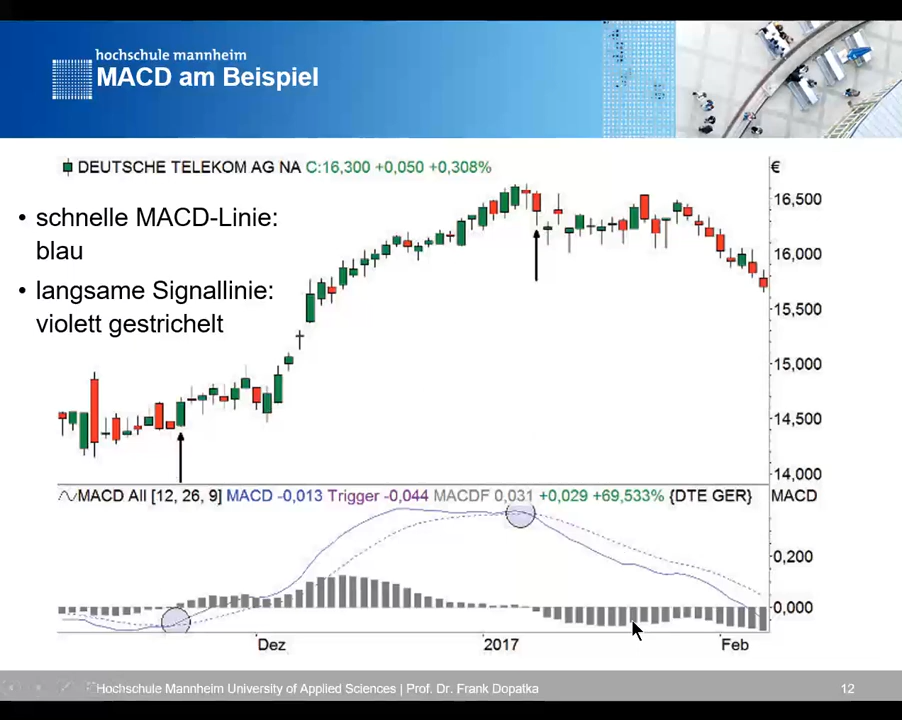 hochschule mannheim
MACD am Beispiel
DEUTSCHE TELEKOM AG NA C:16,300 +0,050 +0,308%
€
• schnelle MACD-Linie:
blau
• langsame Signallinie:
violett gestrichelt
16,500
16,000
15,500
15,000
14,500
14,000
MACD All [12, 26, 9] MACD -0,013 Trigger -0,044 MACDF 0,031 +0,029 +69,533% {DTE GER}
MACD
0,200
0,000
Dez
2017
Feb
Hochschule Mannheim University of Applied Sciences | Prof. Dr. Frank Dopatka
12